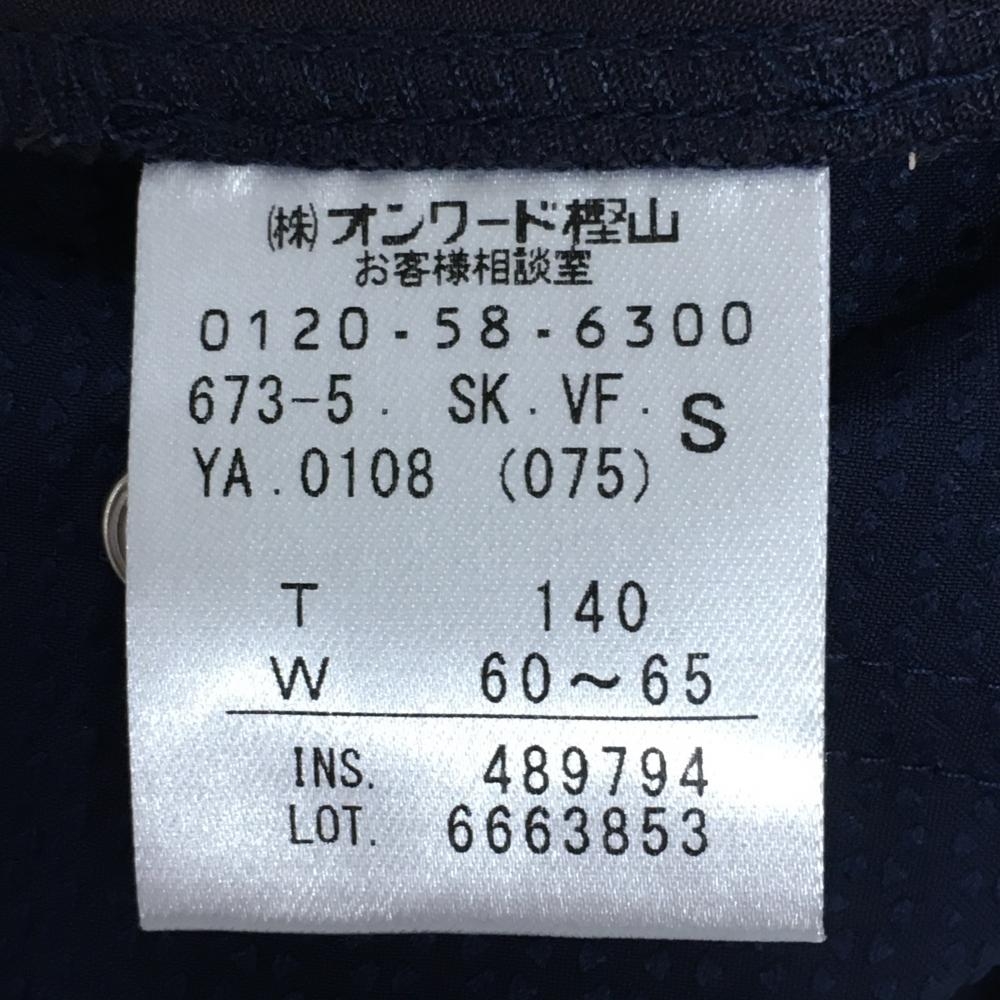 ㈱オンワード樫山
お客様相談室
0120-58-6300
673-5. SK.VF. S
YA.0108 (075)
T 140
W 60～65
INS. 489794
LOT. 6663853